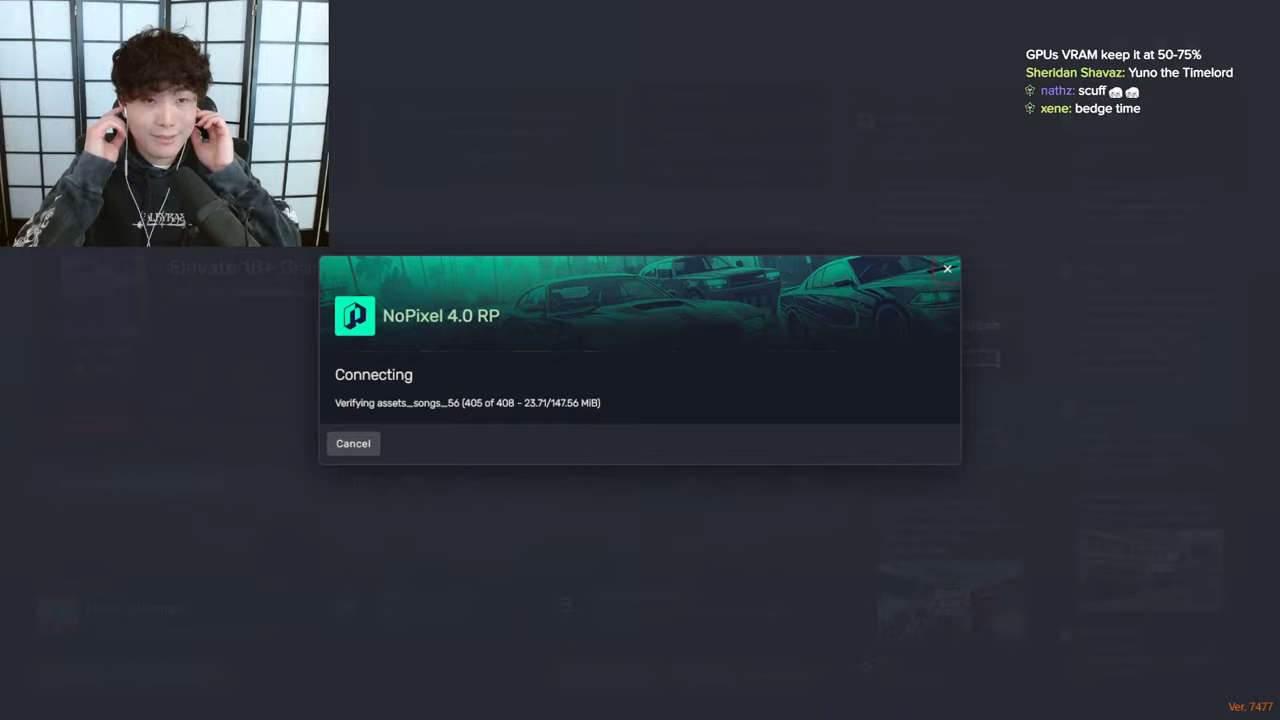 GPUs VRAM keep it at 50-75%
Sheridan Shavaz: Yuno the Timelord
nathz: scuff
xene: bedge time
NoPixel 4.0 RP
Connecting
Verifying assets_songs_56 (405 of 408 - 23.71/147.56 MiB)
Cancel
Ver. 7477